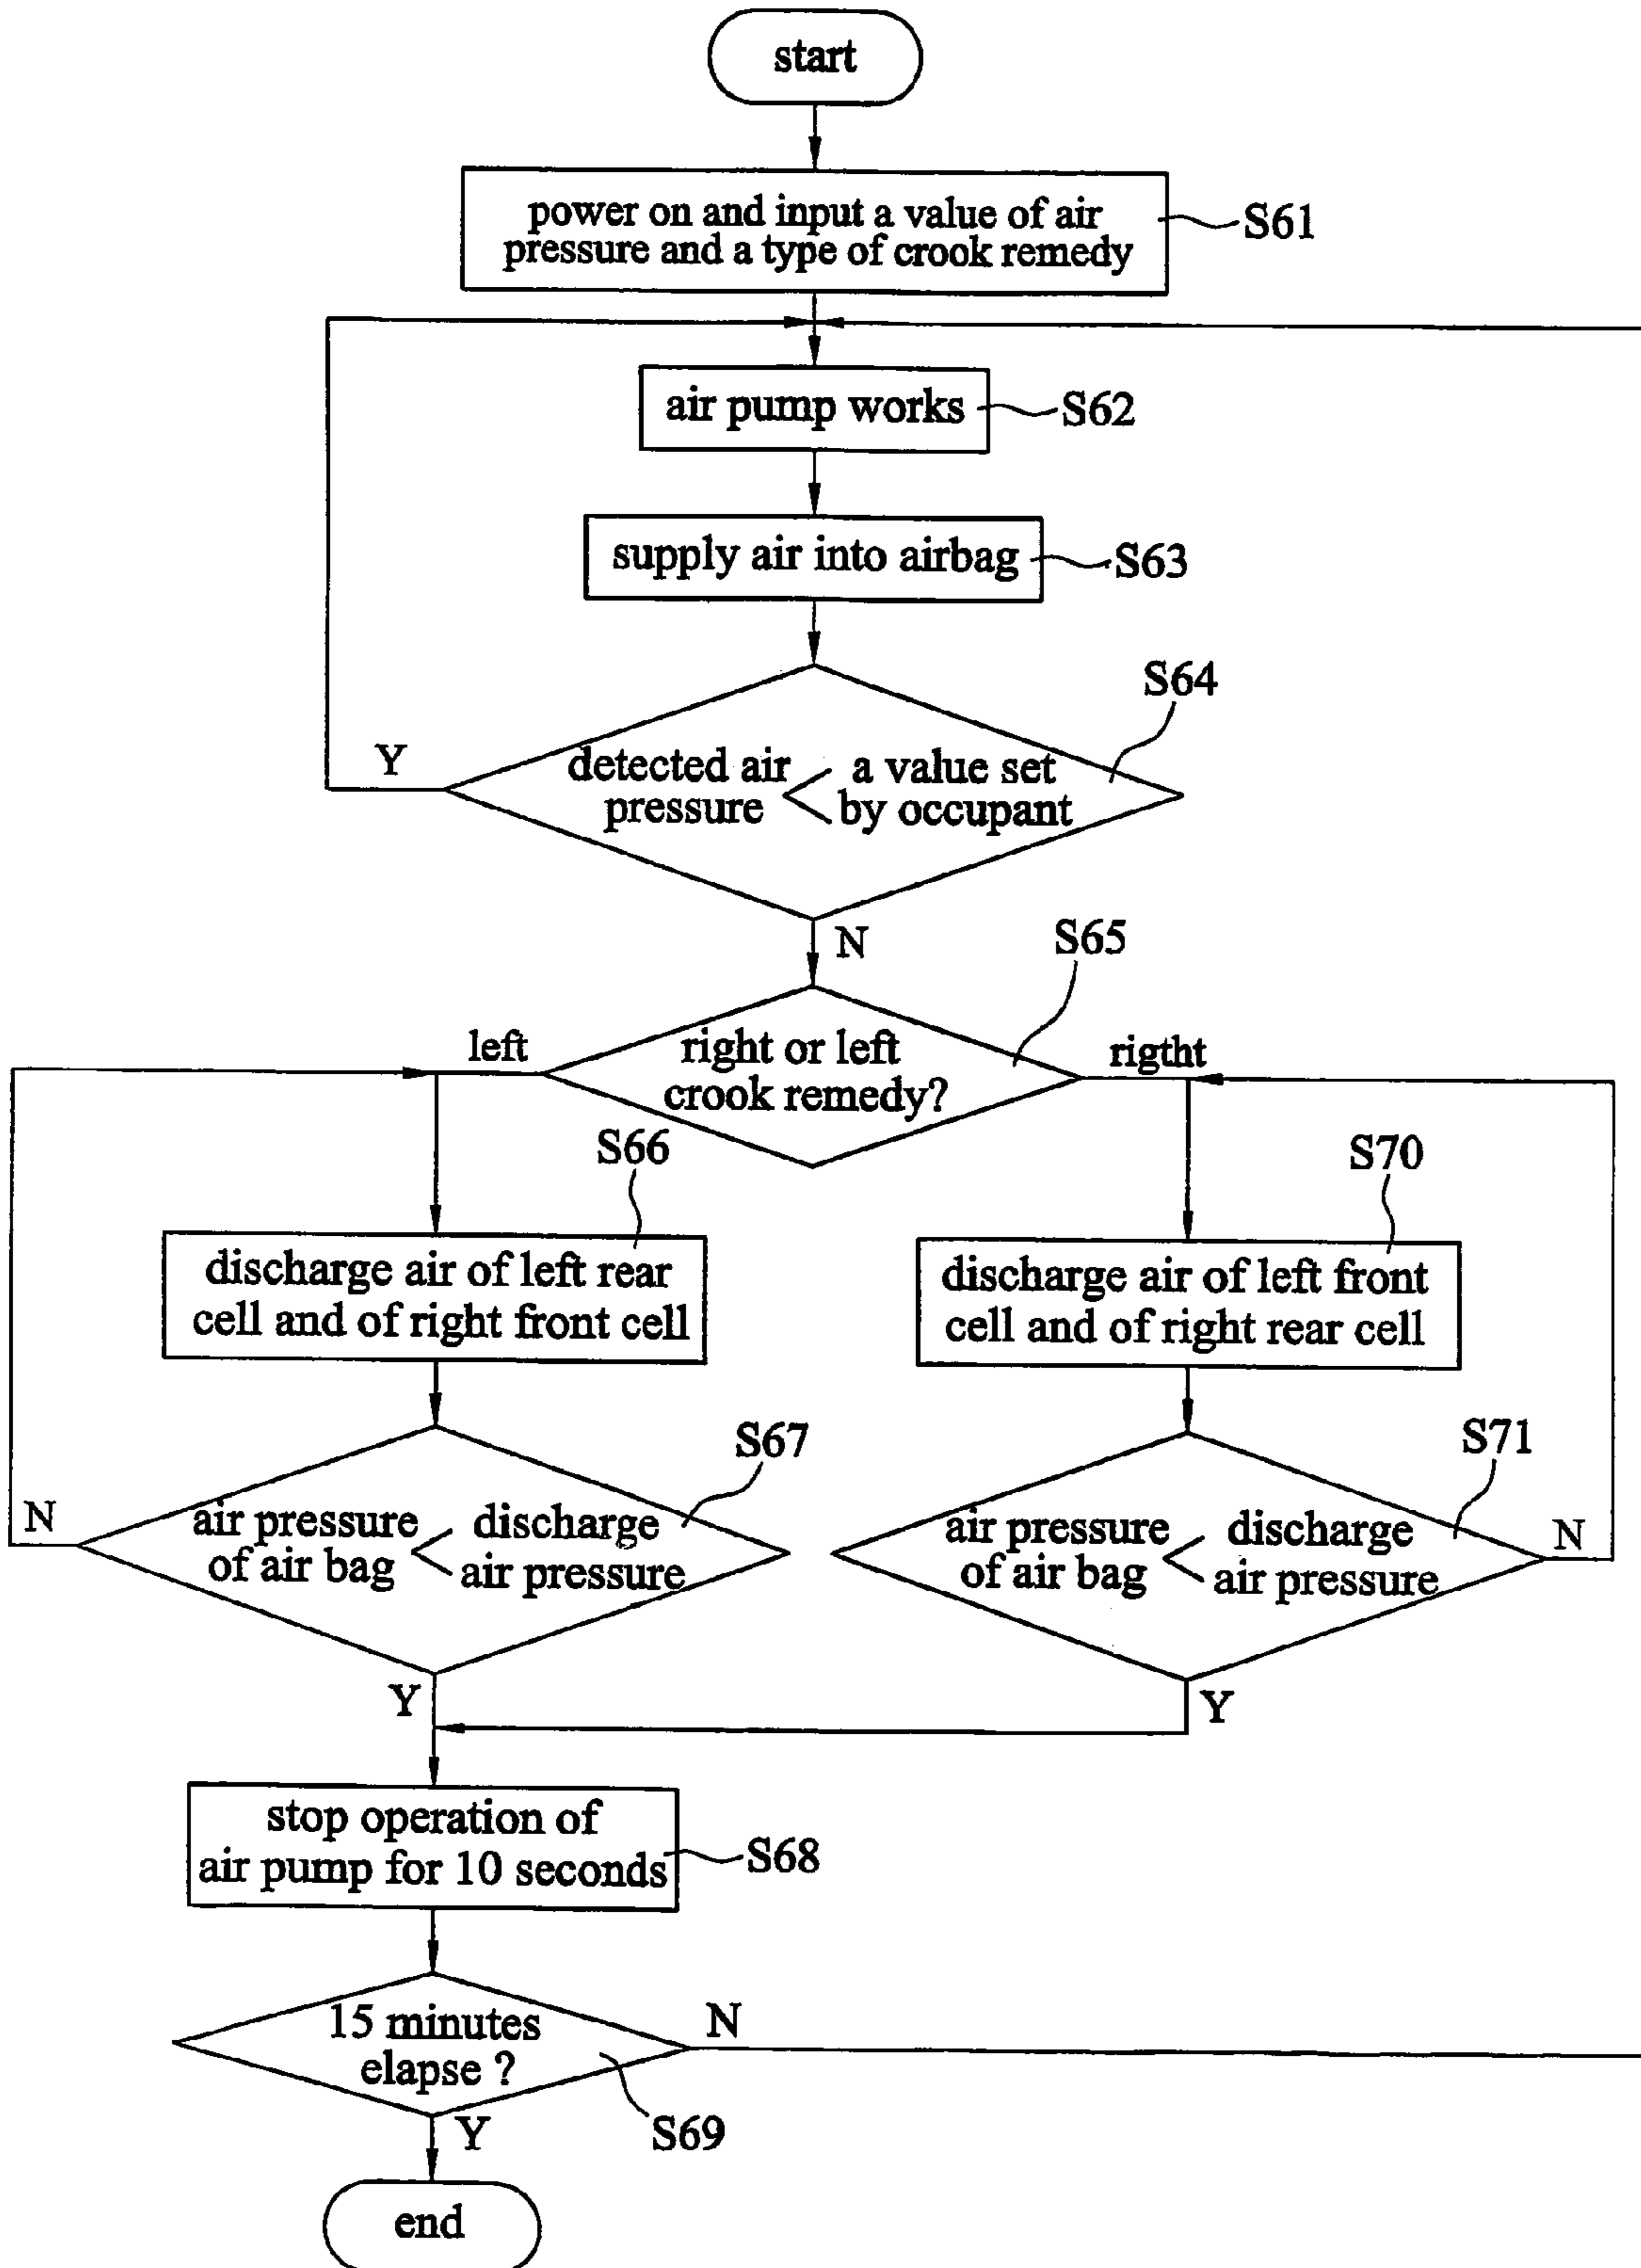 start
power on and input a value of air
pressure and a type of crook remedy
S61
air pump works
S62
supply air into airbag
S63
S64
Y
detected air < a value set
pressure by occupant
N
S65
left
right or left
crook remedy?
rigtht
S66
S70
discharge air of left rear
cell and of right front cell
discharge air of left front
cell and of right rear cell
S67
S71
N
air pressure < discharge
of air bag air pressure
air pressure < discharge
of air bag air pressure
N
Y
Y
stop operation of
air pump for 10 seconds
S68
15 minutes
elapse ?
N
S69
Y
end